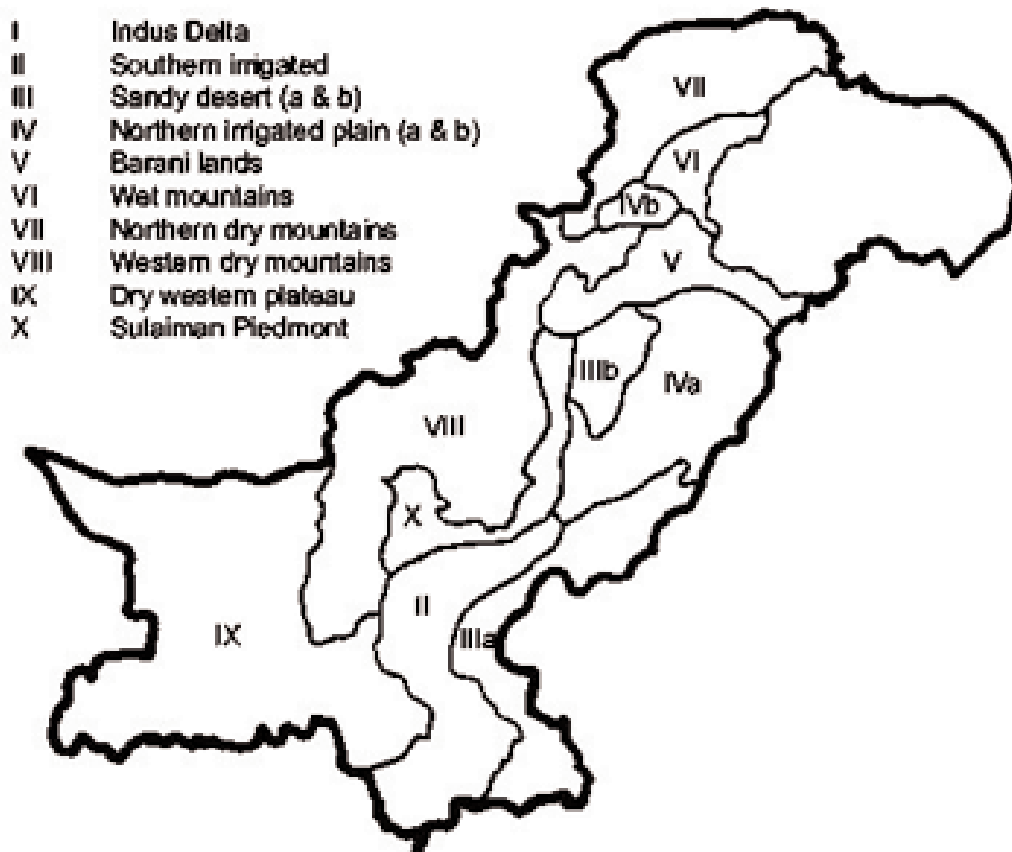 I Indus Delta
II Southern irrigated
III Sandy desert (a & b)
IV Northern irrigated plain (a & b)
V Barani lands
VI Wet mountains
VII Northern dry mountains
VIII Western dry mountains
IX Dry western plateau
X Sulaiman Piedmont
VII
VI
IVb
V
IIIb
IVa
VIII
X
II
IX
IIIa